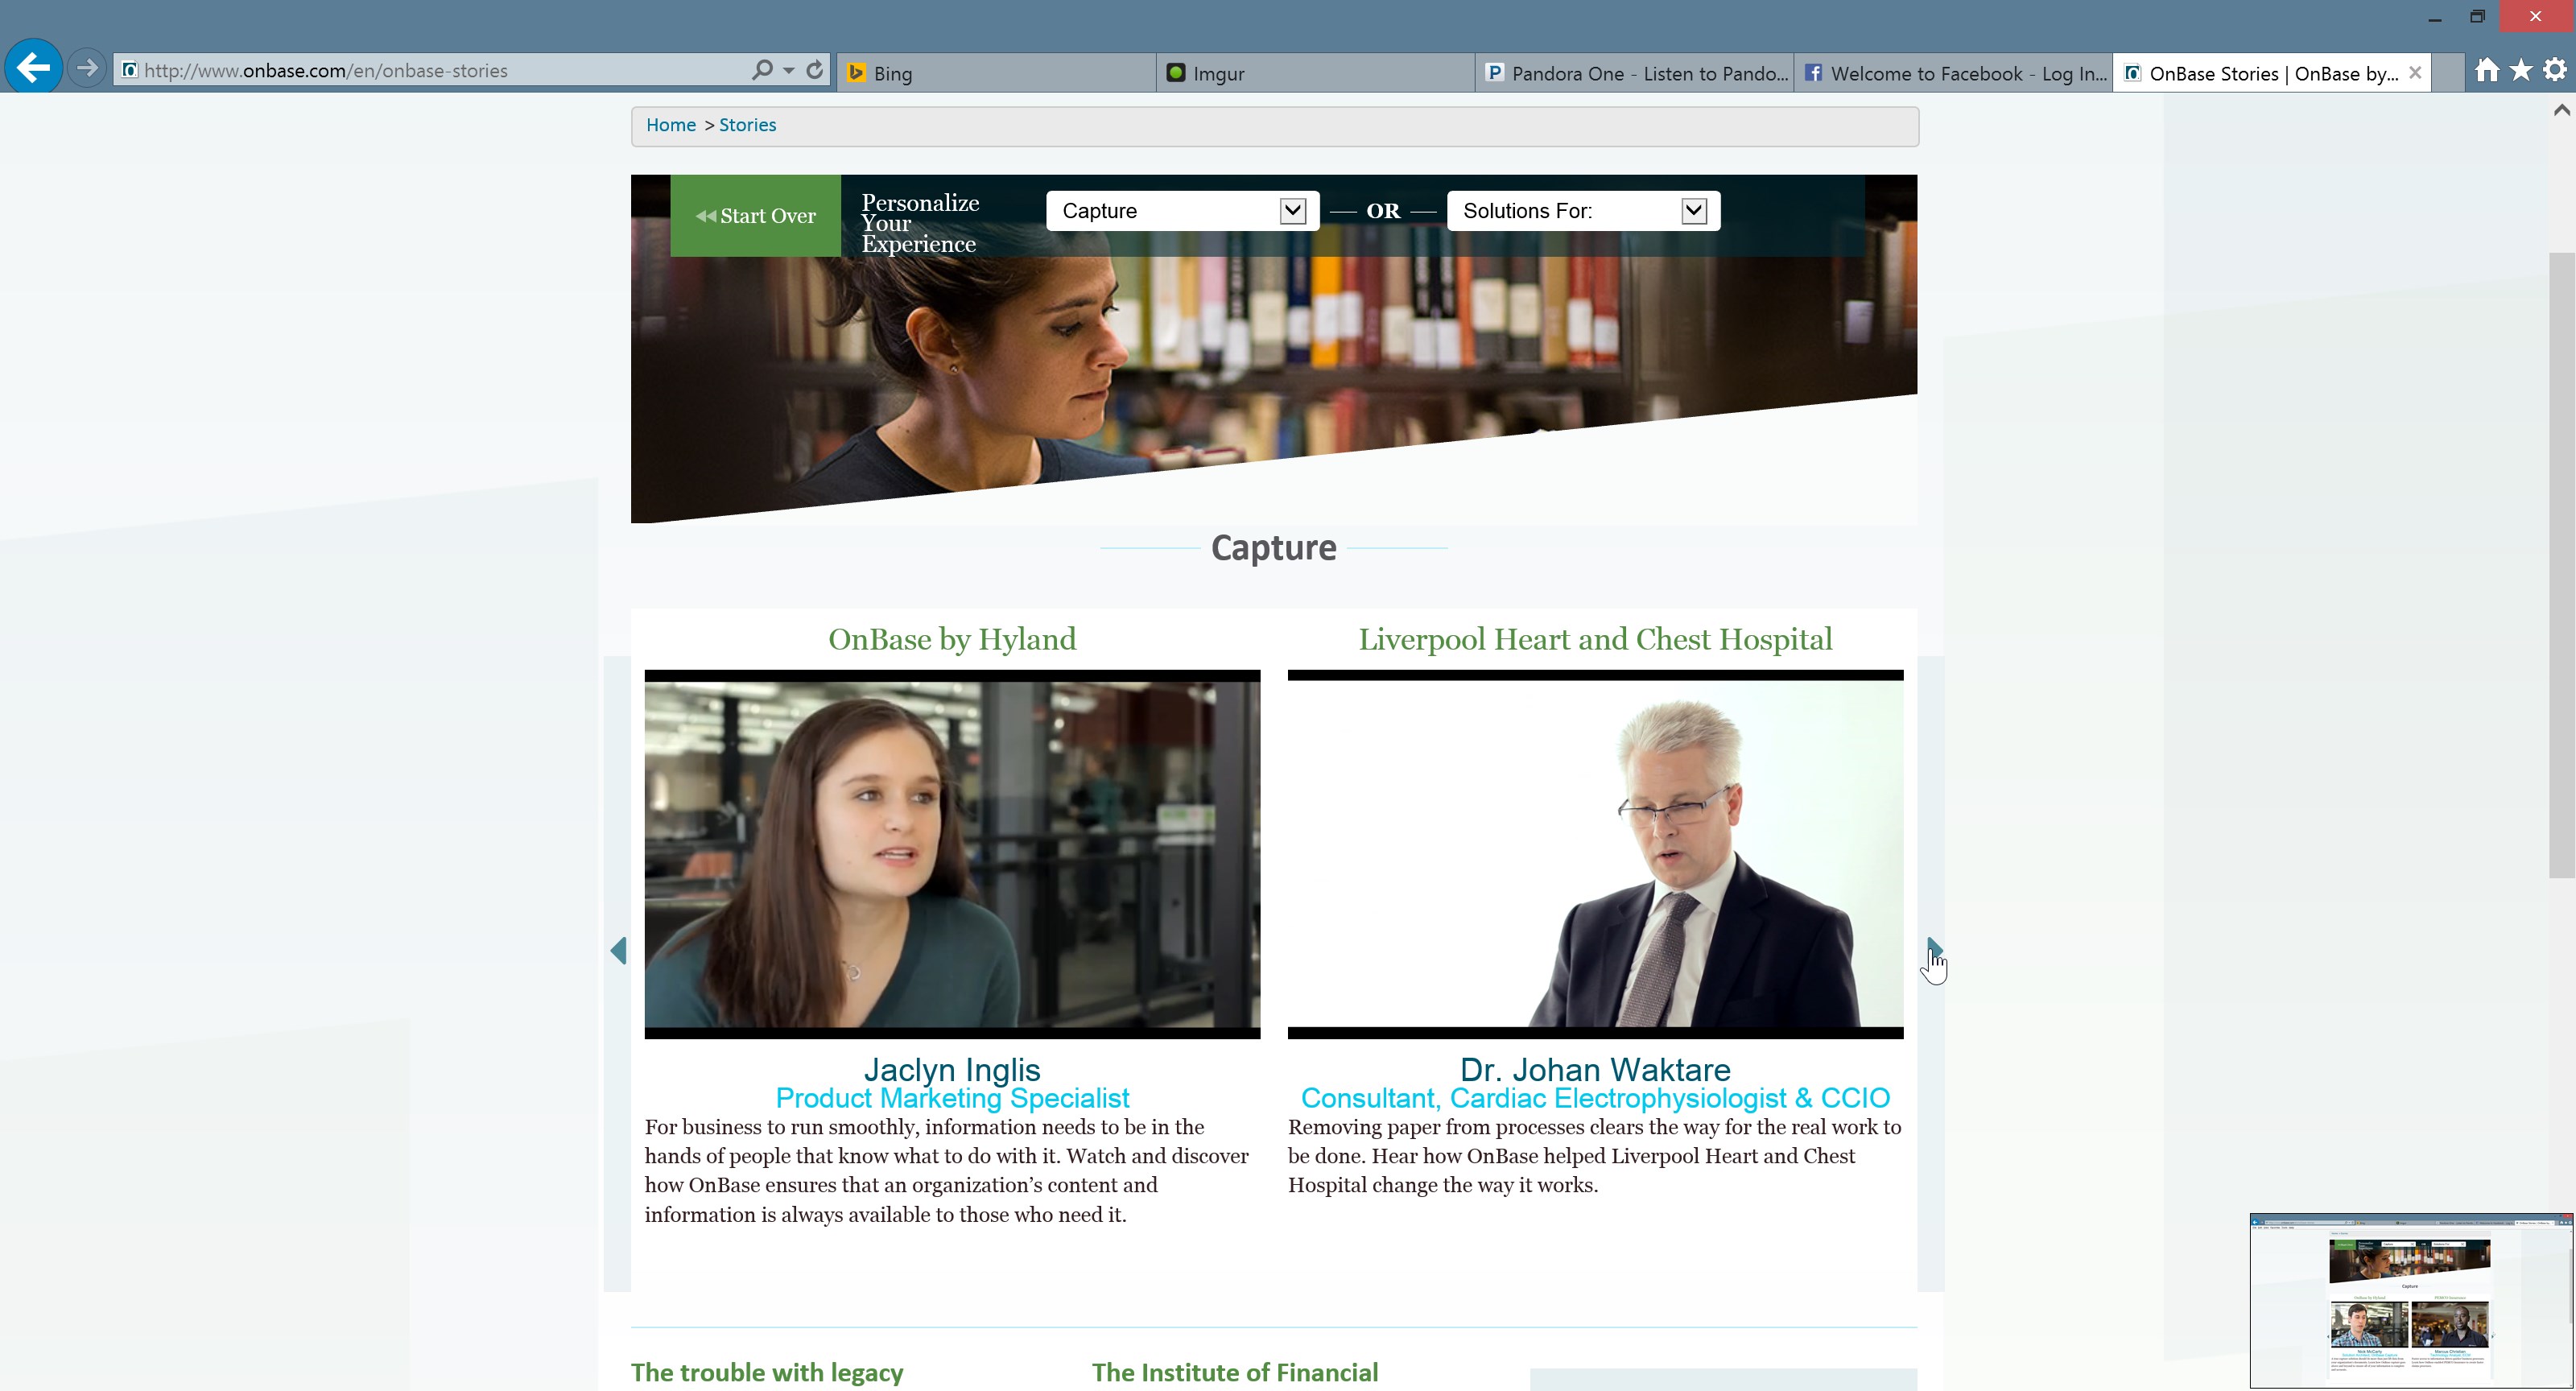 http://www.onbase.com/en/onbase-stories
Bing
Imgur
Pandora One - Listen to Pando...
Welcome to Facebook - Log In...
OnBase Stories | OnBase by...
Home > Stories
Start Over
Personalize
Your
Experience
Capture
OR
Solutions For:
Capture
OnBase by Hyland
Liverpool Heart and Chest Hospital
Jaclyn Inglis
Product Marketing Specialist
For business to run smoothly, information needs to be in the
hands of people that know what to do with it. Watch and discover
how OnBase ensures that an organization’s content and
information is always available to those who need it.
Dr. Johan Waktare
Consultant, Cardiac Electrophysiologist & CCIO
Removing paper from processes clears the way for the real work to
be done. Hear how OnBase helped Liverpool Heart and Chest
Hospital change the way it works.
The trouble with legacy
The Institute of Financial
Capture